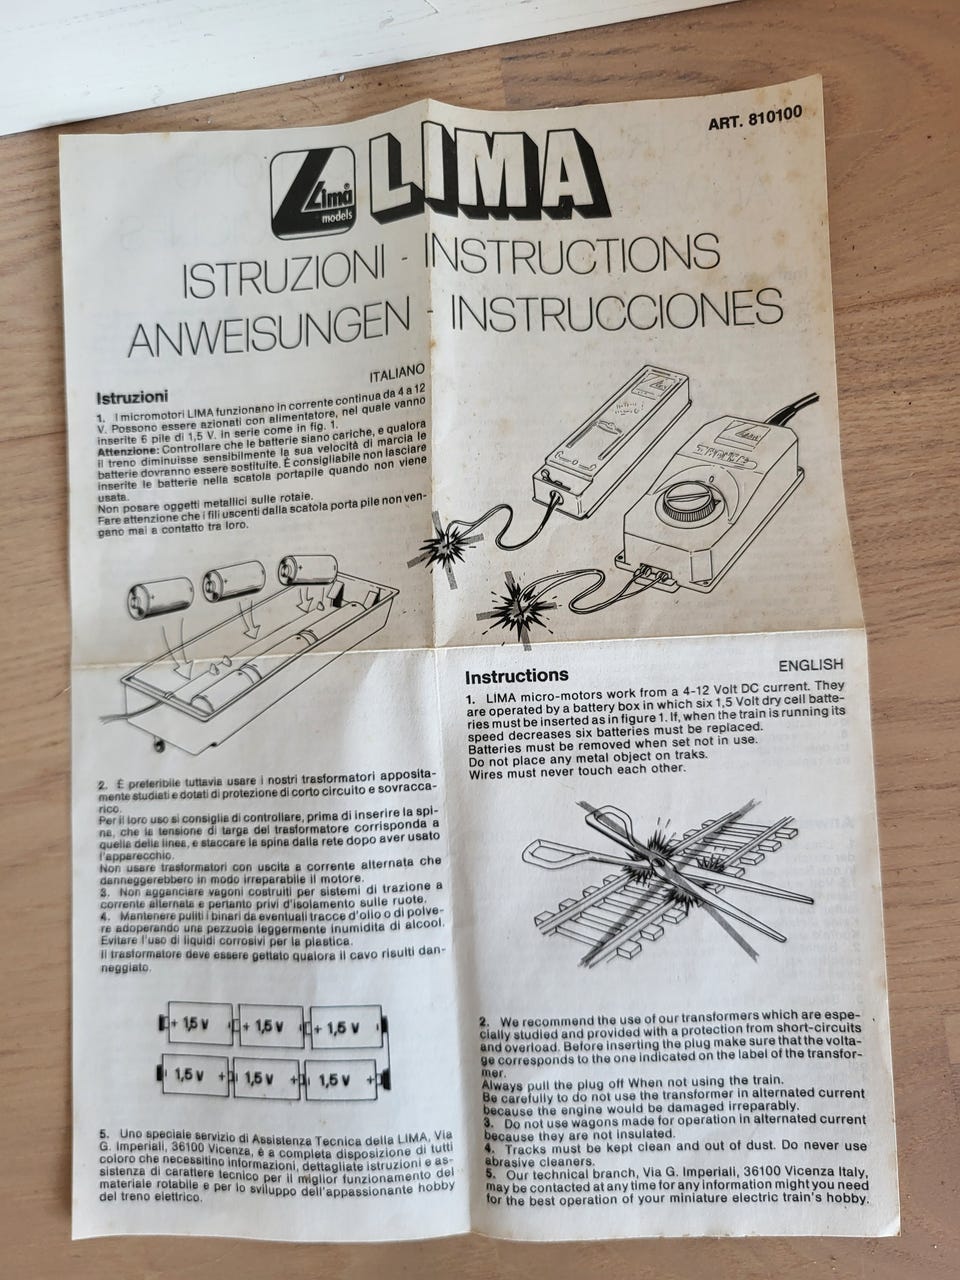 ART. 810100
Lima®
models
LIMA
ISTRUZIONI - INSTRUCTIONS
ANWEISUNGEN - INSTRUCCIONES
ITALIANO
Istruzioni
1. I micromotori LIMA funzionano in corrente continua da 4 a 12
V. Possono essere azionati con alimentatore, nel quale vanno
inserite 6 pile di 1,5 V. in serie come in fig. 1.
Attenzione: Controllare che le batterie siano cariche, e qualora
il treno diminuisse sensibilmente la sua velocità di marcia le
batterie dovranno essere sostituite. È consigliabile non lasciare
inserite le batterie nella scatola portapile quando non viene
usata.
Non posare oggetti metallici sulle rotaie.
Fare attenzione che i fili uscenti dalla scatola porta pile non ven-
gano mai a contatto tra loro.
2. È preferibile tuttavia usare i nostri trasformatori apposita-
mente studiati e dotati di protezione di corto circuito e sovracca-
rico.
Per il loro uso si consiglia di controllare, prima di inserire la spi-
na, che la tensione di targa del trasformatore corrisponda a
quella della linea, e staccare la spina dalla rete dopo aver usato
l'apparecchio.
Non usare trasformatori con uscita a corrente alternata che
danneggerebbero in modo irreparabile il motore.
3. Non agganciare vagoni costruiti per sistemi di trazione a
corrente alternata e pertanto privi d'isolamento sulle ruote.
4. Mantenere puliti i binari da eventuali tracce d'olio o di polve-
re adoperando una pezzuola leggermente inumidita di alcool.
Evitare l'uso di liquidi corrosivi per la plastica.
Il trasformatore deve essere gettato qualora il cavo risulti dan-
neggiato.
+ 1,5 V + 1,5 V + 1,5 V
1,5 V + 1,5 V + 1,5 V +
5. Uno speciale servizio di Assistenza Tecnica della LIMA, Via
G. Imperiali, 36100 Vicenza, è a completa disposizione di tutti
coloro che necessitino informazioni, dettagliate istruzioni e as-
sistenza di carattere tecnico per il miglior funzionamento del
materiale rotabile e per lo sviluppo dell'appassionante hobby
del treno elettrico.
ENGLISH
Instructions
1. LIMA micro-motors work from a 4-12 Volt DC current. They
are operated by a battery box in which six 1,5 Volt dry cell batte-
ries must be inserted as in figure 1. If, when the train is running its
speed decreases six batteries must be replaced.
Batteries must be removed when set not in use.
Do not place any metal object on traks.
Wires must never touch each other.
2. We recommend the use of our transformers which are espe-
cially studied and provided with a protection from short-circuits
and overload. Before inserting the plug make sure that the volta-
ge corresponds to the one indicated on the label of the transfor-
mer.
Always pull the plug off When not using the train.
Be carefully to do not use the transformer in alternated current
because the engine would be damaged irreparably.
3. Do not use wagons made for operation in alternated current
because they are not insulated.
4. Tracks must be kept clean and out of dust. Do never use
abrasive cleaners.
5. Our technical branch, Via G. Imperiali, 36100 Vicenza Italy,
may be contacted at any time for any information might you need
for the best operation of your miniature electric train's hobby.